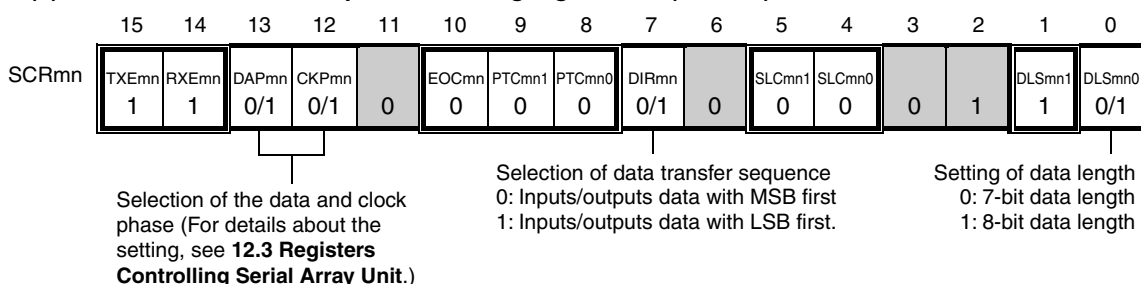 15 14 13 12 11 10 9 8 7 6 5 4 3 2 1 0
SCRmn TXEmn RXEmn DAPmn CKPmn EOCmn PTCmn1 PTCmn0 DIRmn SLCmn1 SLCmn0 DLSmn1 DLSmn0
1 1 0/1 0/1 0 0 0 0 0/1 0 0 0 0 1 1 0/1
Selection of the data and clock
phase (For details about the
setting, see 12.3 Registers
Controlling Serial Array Unit.)
Selection of data transfer sequence
0: Inputs/outputs data with MSB first
1: Inputs/outputs data with LSB first.
Setting of data length
0: 7-bit data length
1: 8-bit data length